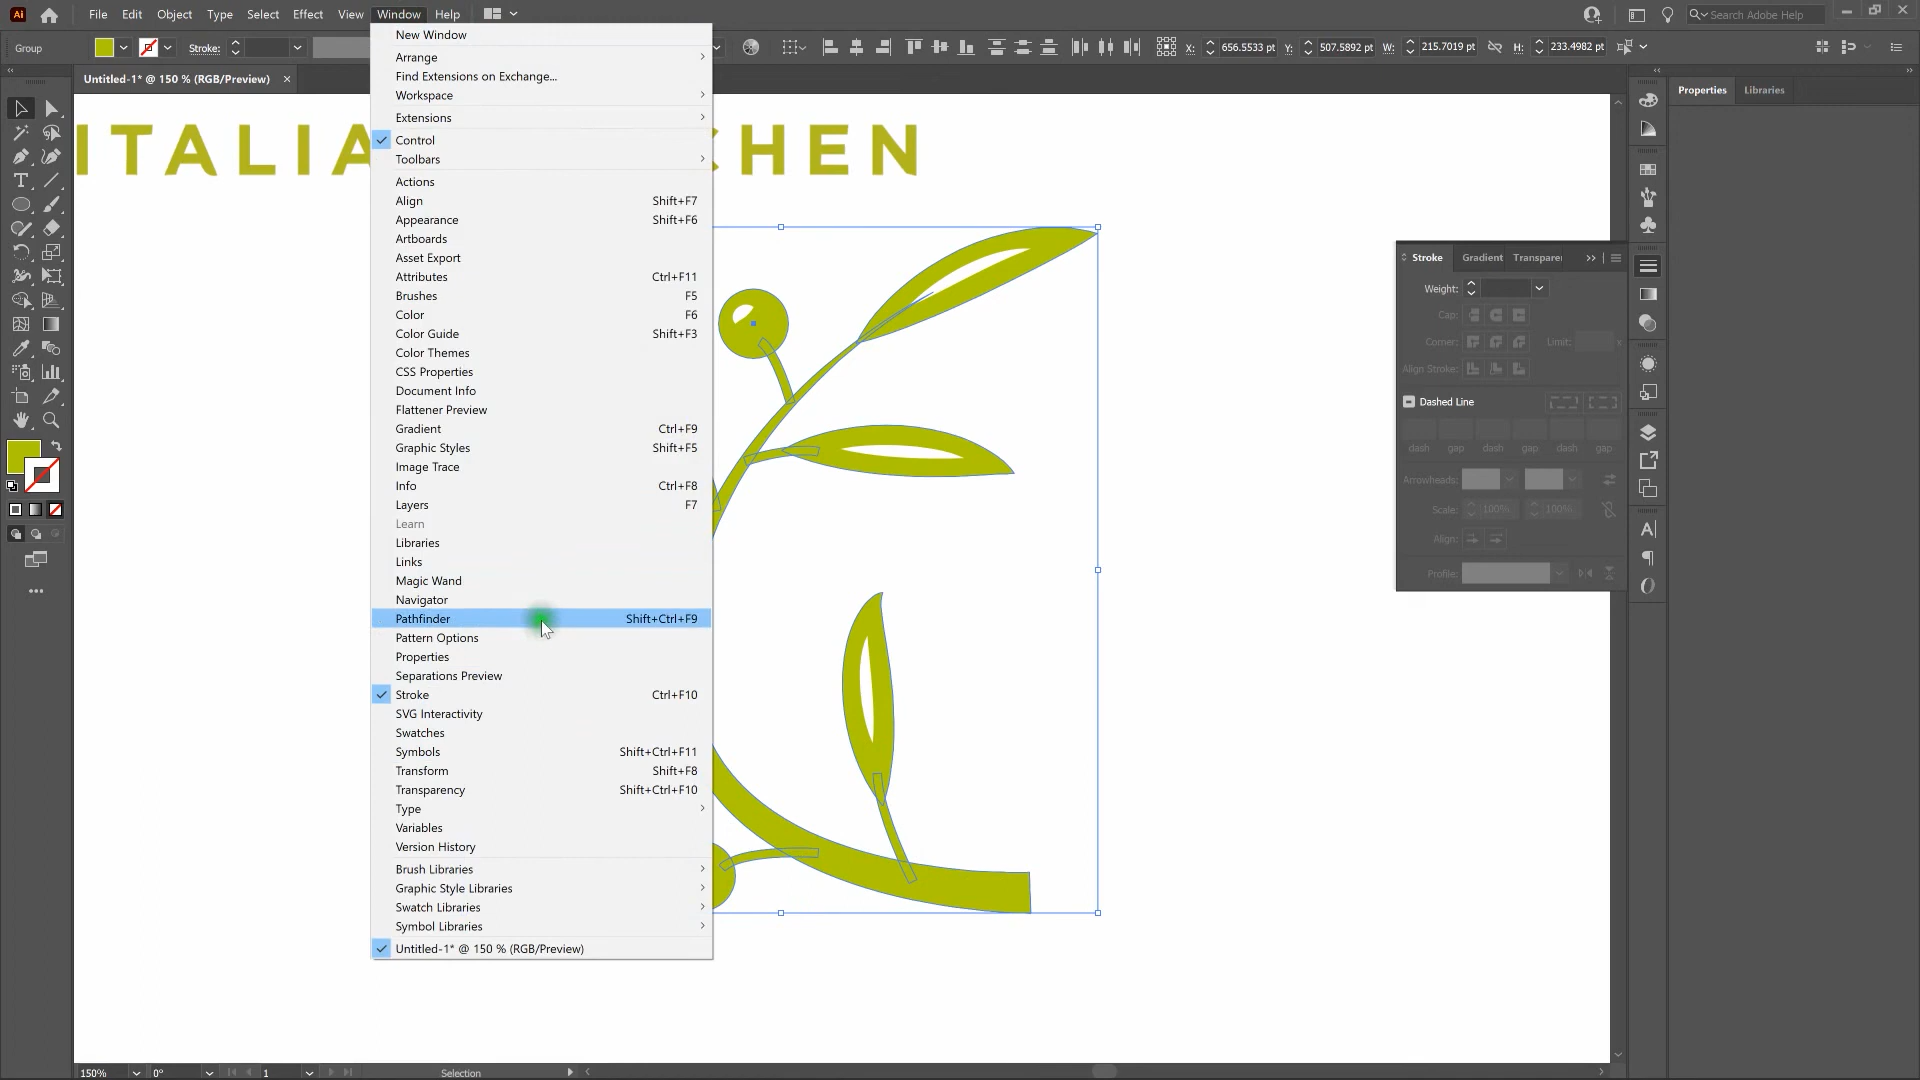 File Edit Object Type Select Effect View Window Help
Search Adobe Help
Group
Stroke:
X: 656.5533 pt Y: 507.5892 pt W: 215.7019 pt H: 233.4982 pt
Untitled-1* @ 150 % (RGB/Preview)
New Window
Arrange
Find Extensions on Exchange...
Workspace
Extensions
Control
Toolbars
Actions
Align Shift+F7
Appearance Shift+F6
Artboards
Asset Export
Attributes Ctrl+F11
Brushes F5
Color F6
Color Guide Shift+F3
Color Themes
CSS Properties
Document Info
Flattener Preview
Gradient Ctrl+F9
Graphic Styles Shift+F5
Image Trace
Info Ctrl+F8
Layers F7
Learn
Libraries
Links
Magic Wand
Navigator
Pathfinder Shift+Ctrl+F9
Pattern Options
Properties
Separations Preview
Stroke Ctrl+F10
SVG Interactivity
Swatches
Symbols Shift+Ctrl+F11
Transform Shift+F8
Transparency Shift+Ctrl+F10
Type
Variables
Version History
Brush Libraries
Graphic Style Libraries
Swatch Libraries
Symbol Libraries
Untitled-1* @ 150 % (RGB/Preview)
ITALIA CHEN
Stroke Gradient Transparen
Weight:
Cap:
Corner: Limit: x
Align Stroke:
Dashed Line
dash gap dash gap dash gap
Arrowheads:
Scale: 100% 100%
Align:
Profile:
Properties Libraries
150% 0° 1 Selection